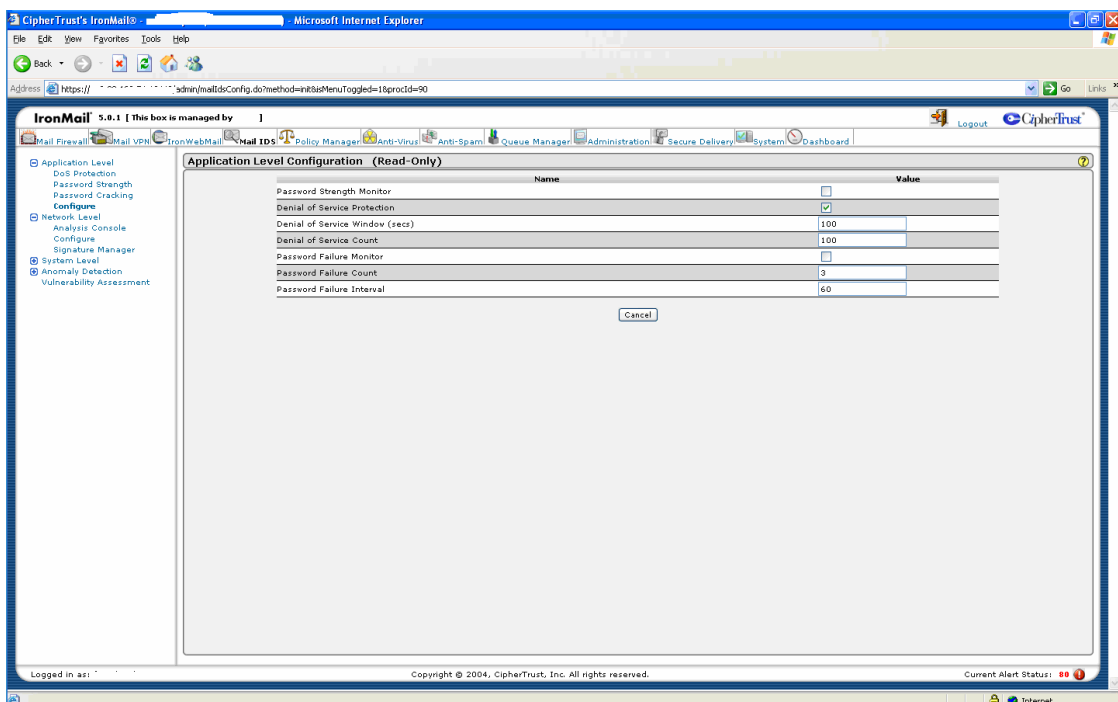 CipherTrust's IronMail® - - Microsoft Internet Explorer
File Edit View Favorites Tools Help
Back
Address https:// admin/mailIdsConfig.do?method=init&isMenuToggled=1&procId=90 Go Links »
IronMail 5.0.1 [ This box is managed by ] Logout CipherTrust
Mail Firewall Mail VPN IronWebMail Mail IDS Policy Manager Anti-Virus Anti-Spam Queue Manager Administration Secure Delivery System Dashboard
Application Level
DoS Protection
Password Strength
Password Cracking
Configure
Network Level
Analysis Console
Configure
Signature Manager
System Level
Anomaly Detection
Vulnerability Assessment
Application Level Configuration (Read-Only) ?
Name Value
Password Strength Monitor
Denial of Service Protection
Denial of Service Window (secs) 100
Denial of Service Count 100
Password Failure Monitor
Password Failure Count 3
Password Failure Interval 60
Cancel
Logged in as: Copyright © 2004, CipherTrust, Inc. All rights reserved. Current Alert Status: 80
Internet